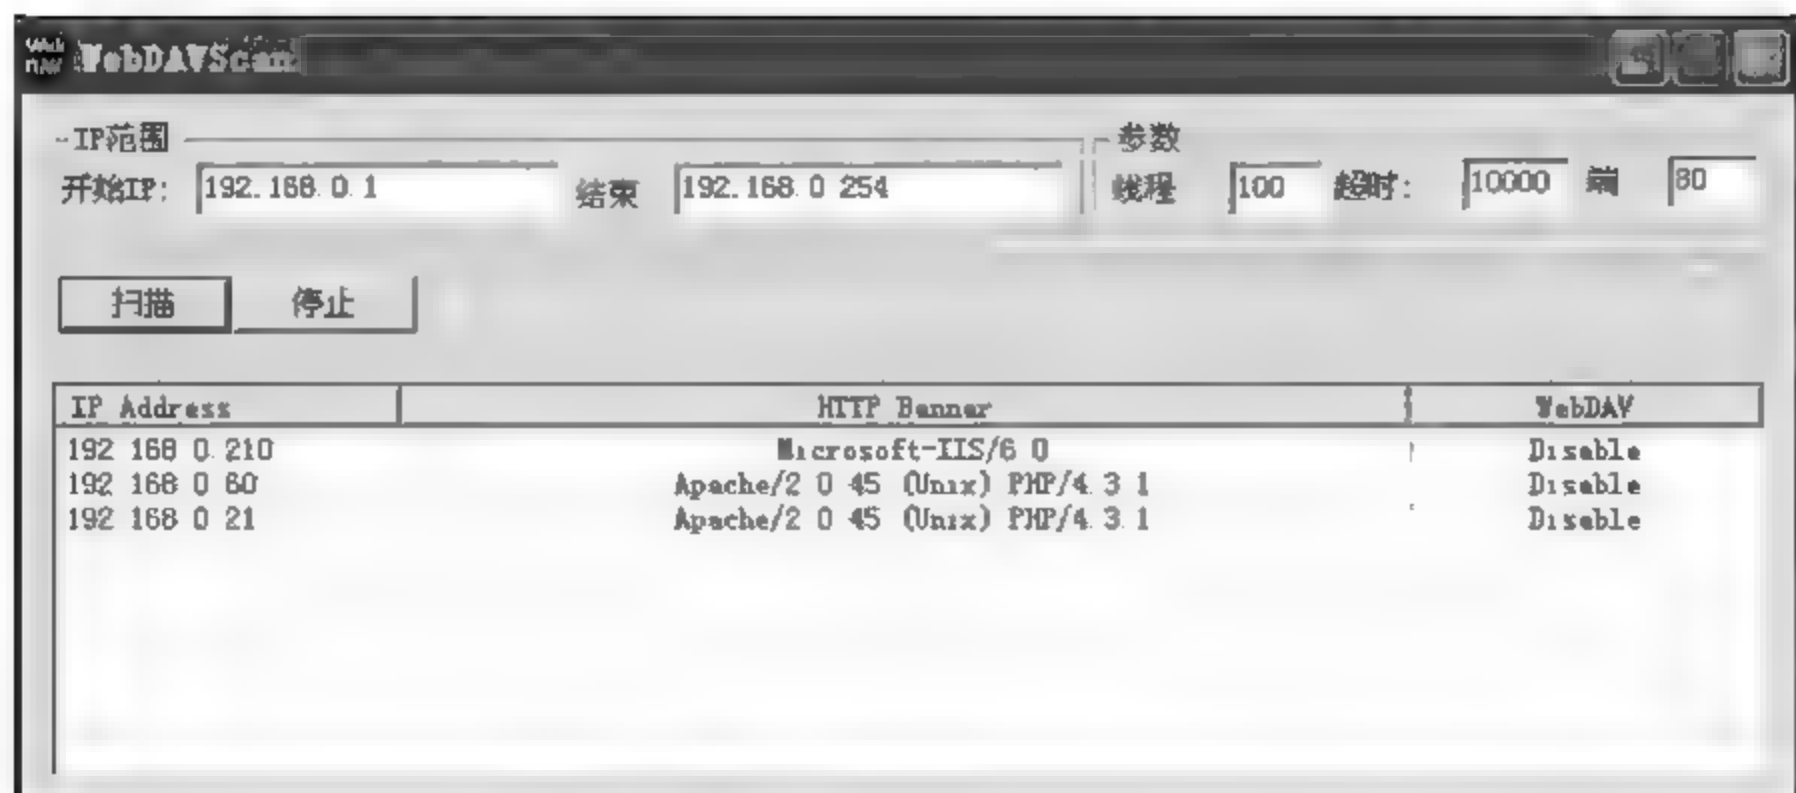 WebDAVScan
IP范围 参数
开始IP: 192.168.0.1 结束 192.168.0.254 线程 100 超时: 10000 端 80
扫描 停止
IP Address HTTP Banner WebDAV
192.168.0.210 Microsoft-IIS/6.0 Disable
192.168.0.60 Apache/2.0.45 (Unix) PHP/4.3.1 Disable
192.168.0.21 Apache/2.0.45 (Unix) PHP/4.3.1 Disable